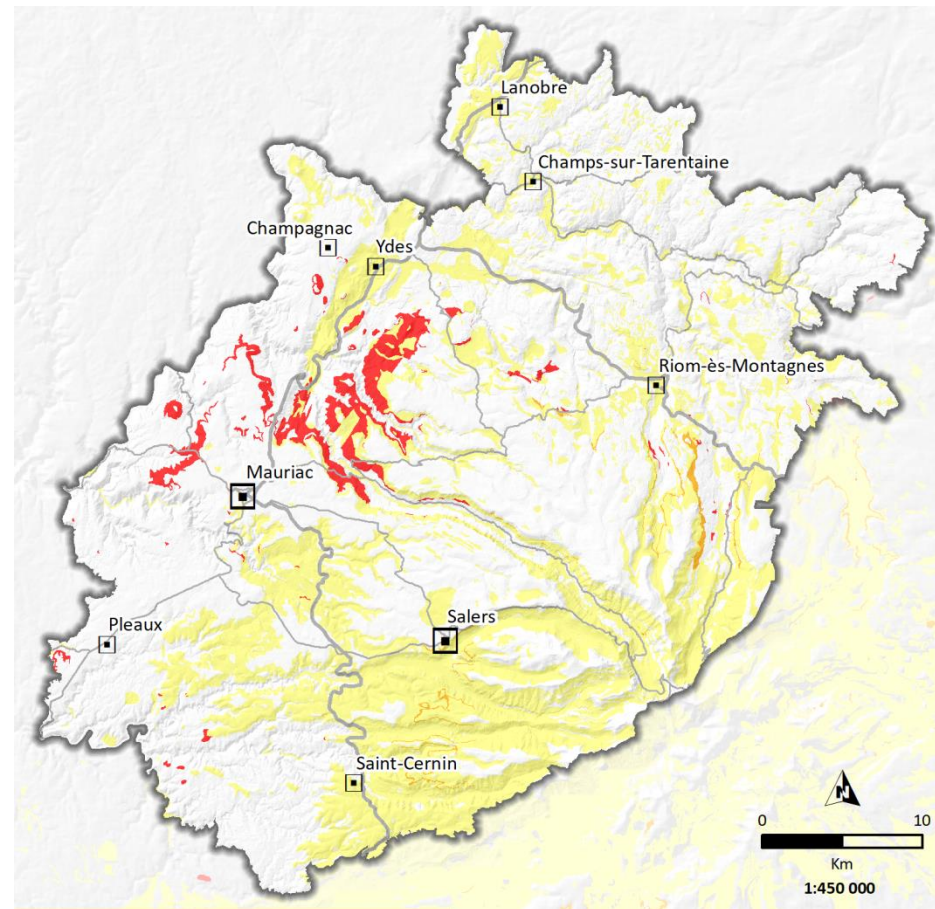 Lanobre
Champs-sur-Tarentaine
Champagnac
Ydes
Riom-ès-Montagnes
Mauriac
Salers
Pleaux
Saint-Cernin
N
0 10
Km
1:450 000